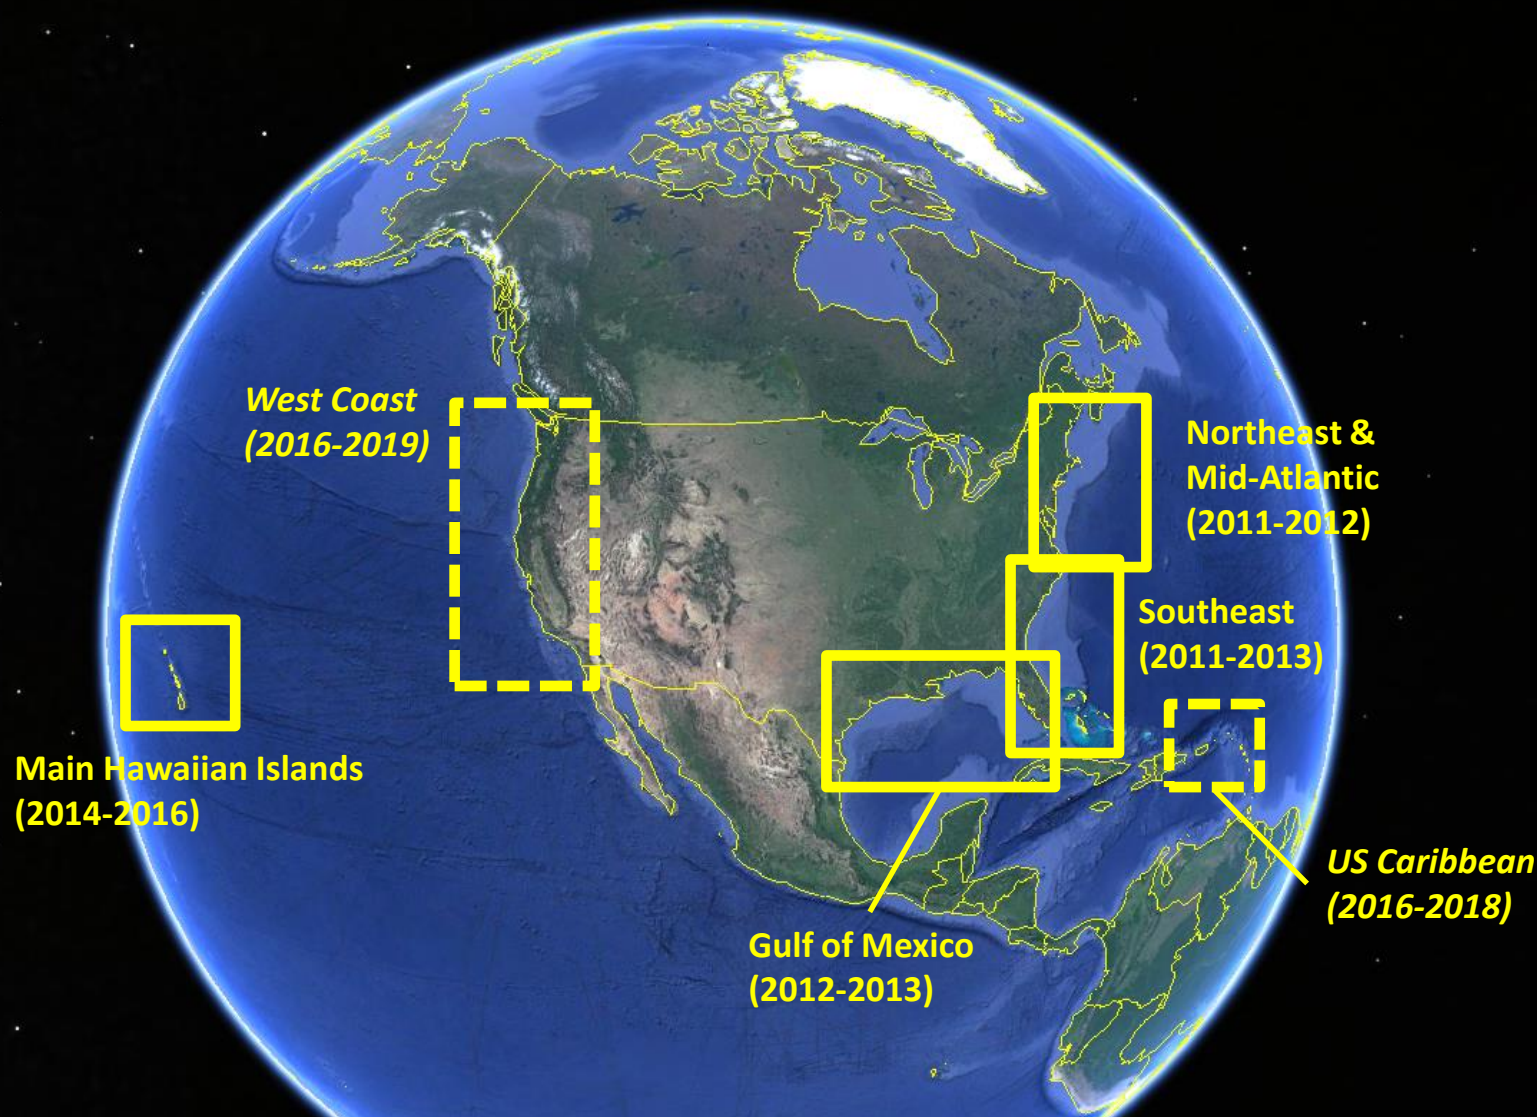 West Coast
(2016-2019)
Northeast &
Mid-Atlantic
(2011-2012)
Southeast
(2011-2013)
Main Hawaiian Islands
(2014-2016)
US Caribbean
(2016-2018)
Gulf of Mexico
(2012-2013)